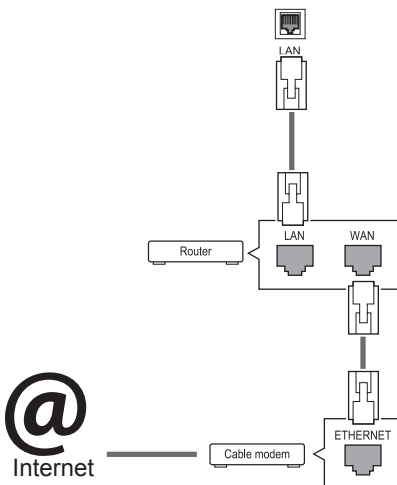 LAN
LAN WAN
Router
ETHERNET
@
Internet
Cable modem